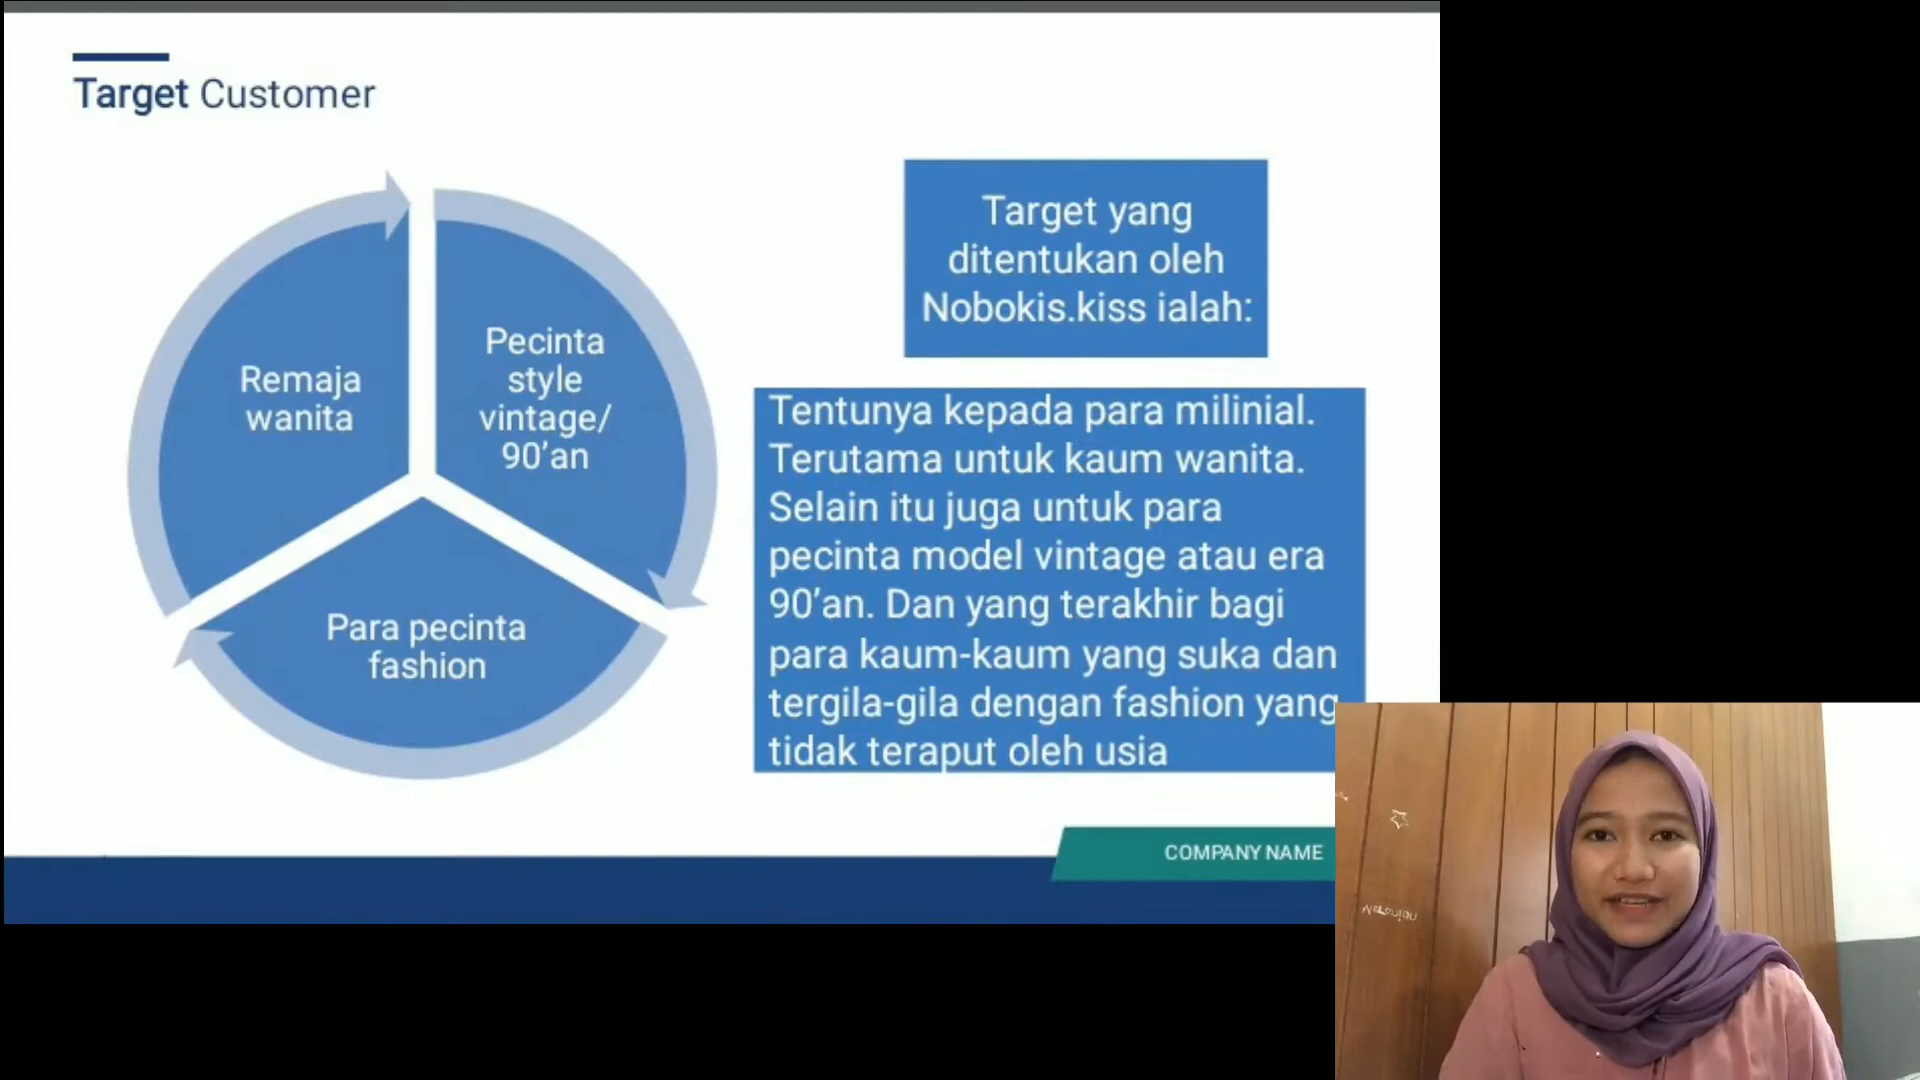 Target Customer
Remaja
wanita
Pecinta
style
vintage/
90’an
Para pecinta
fashion
Target yang
ditentukan oleh
Nobokis.kiss ialah:
Tentunya kepada para milinial.
Terutama untuk kaum wanita.
Selain itu juga untuk para
pecinta model vintage atau era
90’an. Dan yang terakhir bagi
para kaum-kaum yang suka dan
tergila-gila dengan fashion yang
tidak teraput oleh usia
COMPANY NAME